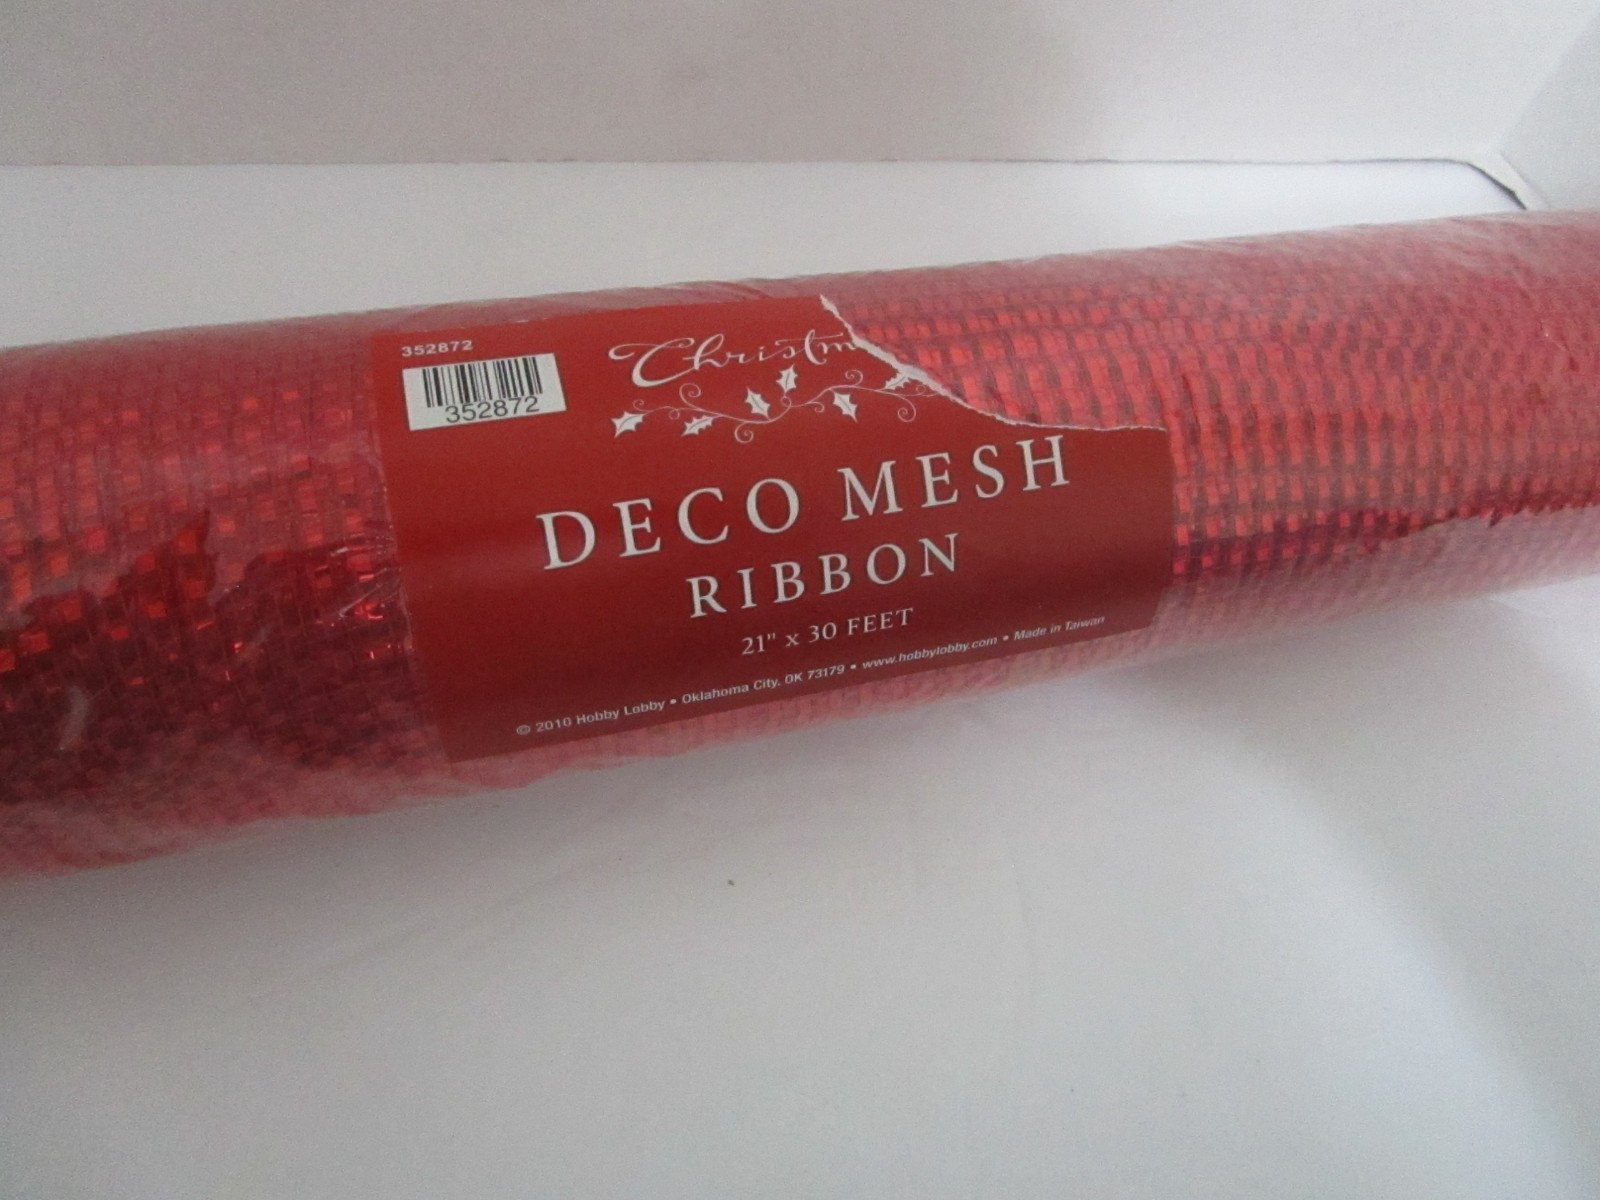 352872
352872
Christm
DECO MESH
RIBBON
21" x 30 FEET
© 2010 Hobby Lobby • Oklahoma City, OK 73179 • www.hobbylobby.com • Made in Taiwan